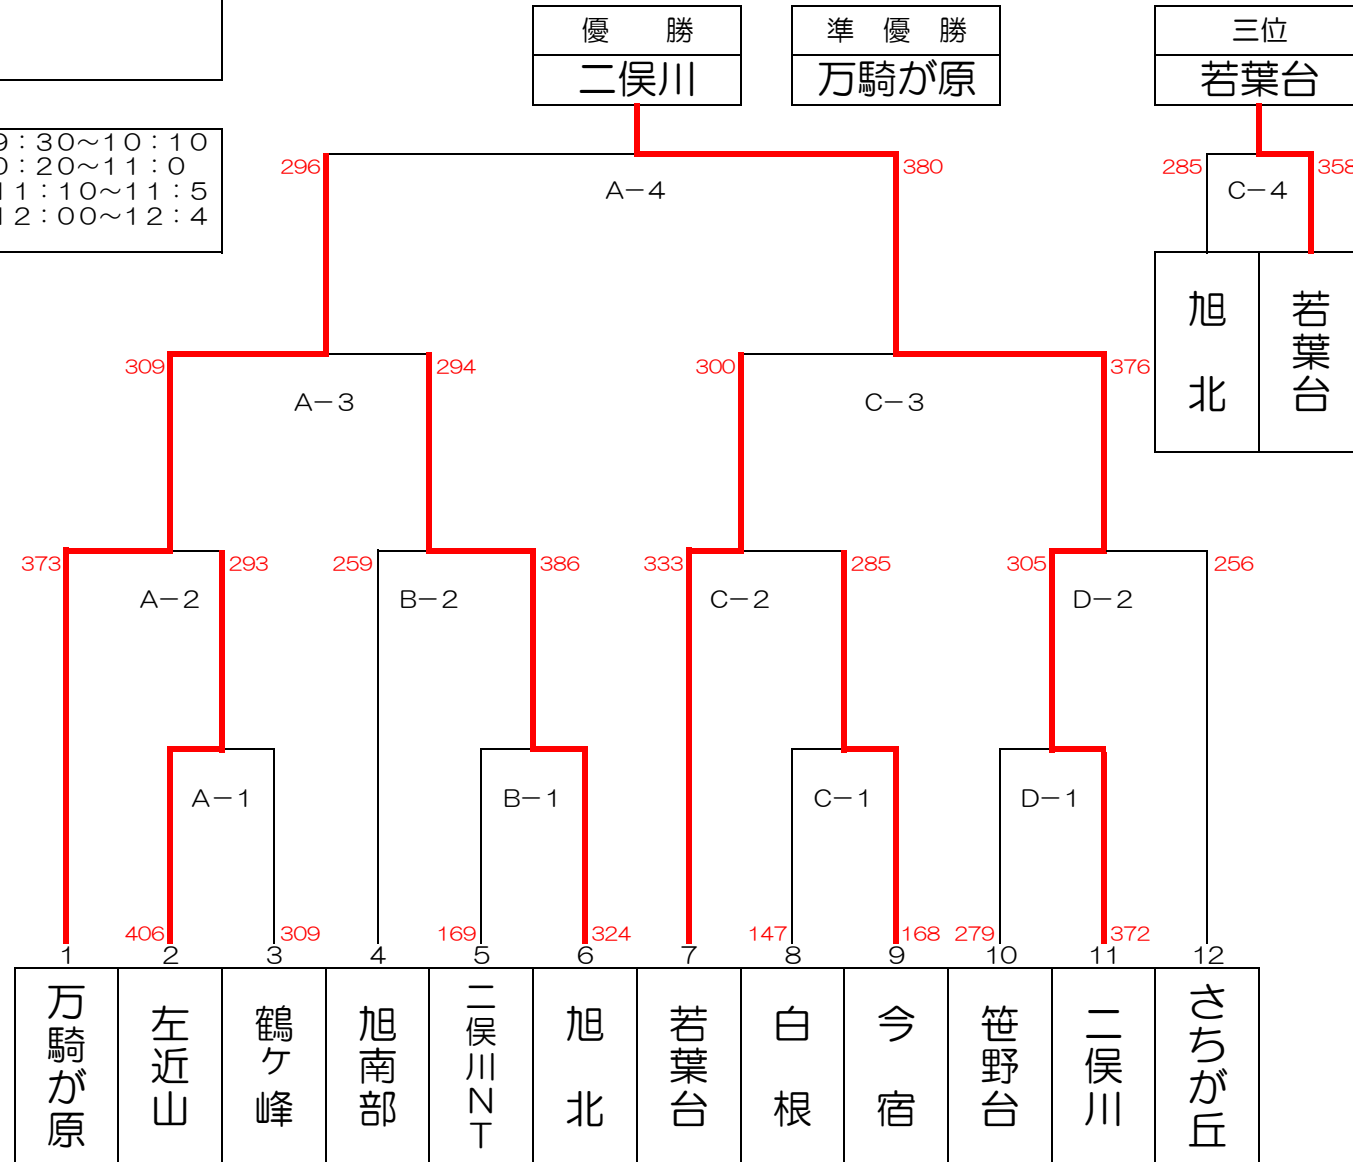 優 勝
準 優 勝
三位
二俣川
万騎が原
若葉台
9：30～10：10
0：20～11：0
11：10～11：5
12：00～12：4
296
380
A－4
285
358
C－4
旭北
若葉台
309
294
A－3
300
376
C－3
373
293
A－2
259
386
B－2
333
285
C－2
305
256
D－2
A－1
B－1
C－1
D－1
406
309
169
324
147
168
279
372
1
2
3
4
5
6
7
8
9
10
11
12
万騎が原
左近山
鶴ケ峰
旭南部
二俣川NT
旭北
若葉台
白根
今宿
笹野台
二俣川
さちが丘